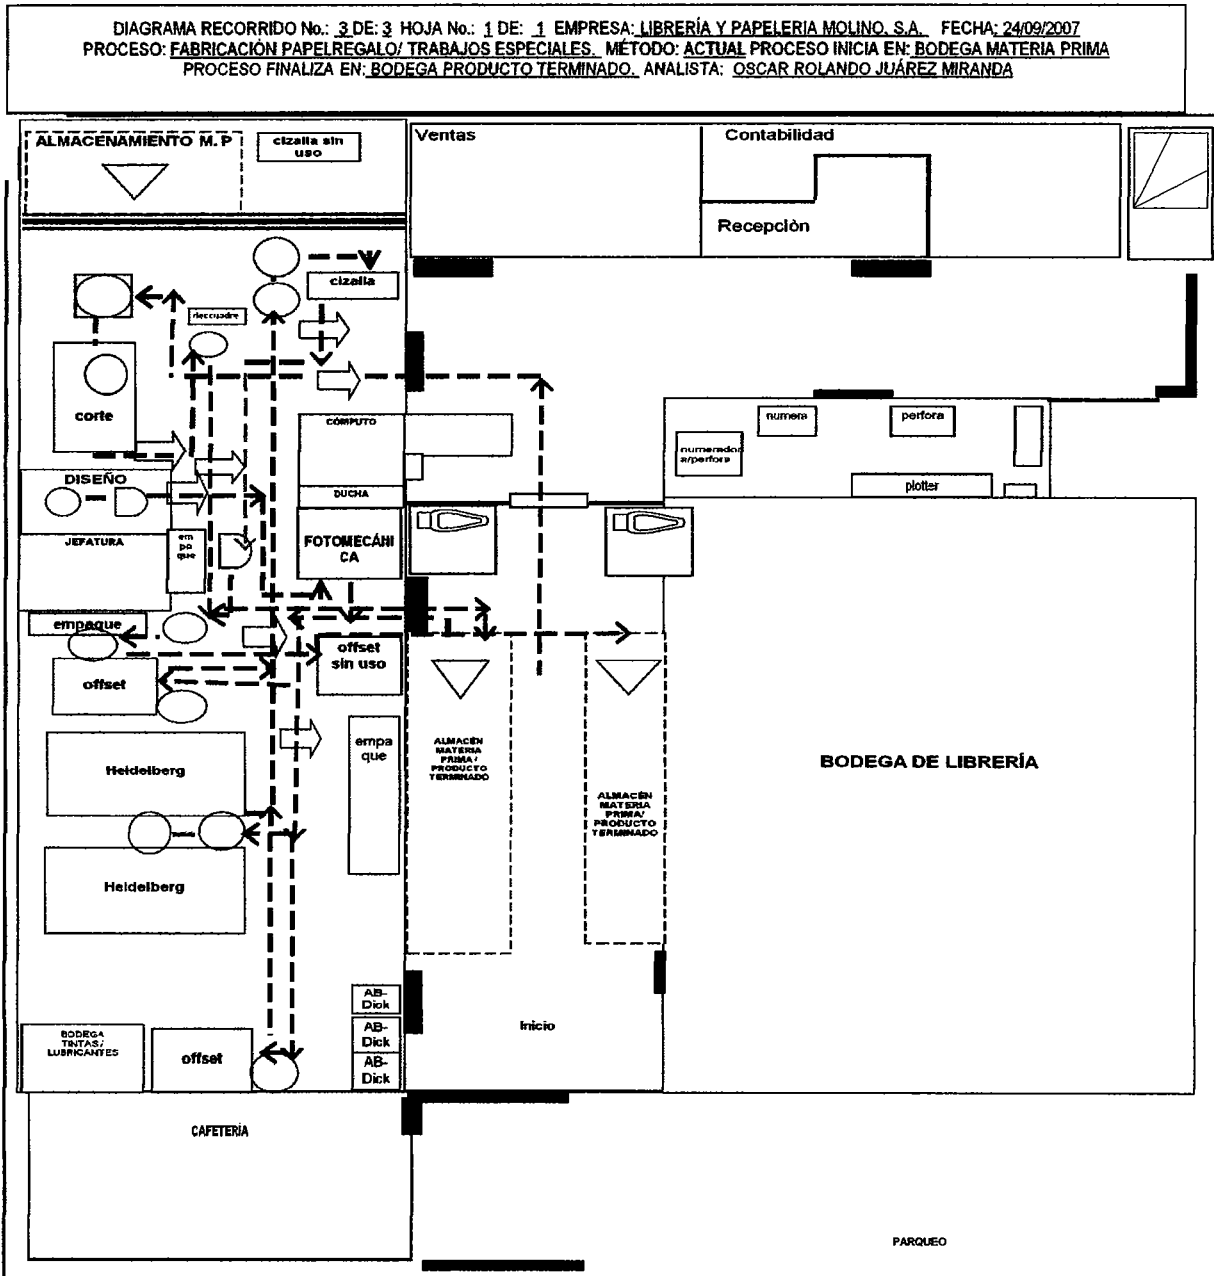 DIAGRAMA RECORRIDO No.: 3 DE: 3 HOJA No.: 1 DE: 1 EMPRESA: LIBRERÍA Y PAPELERIA MOLINO, S.A. FECHA: 24/09/2007
PROCESO: FABRICACIÓN PAPELREGALO/ TRABAJOS ESPECIALES. MÉTODO: ACTUAL PROCESO INICIA EN: BODEGA MATERIA PRIMA
PROCESO FINALIZA EN: BODEGA PRODUCTO TERMINADO. ANALISTA: OSCAR ROLANDO JUÁREZ MIRANDA
ALMACENAMIENTO M. P
cizalla sin
uso
Ventas
Contabilidad
Recepciòn
cizalla
corte
CÓMPUTO
numera
perfora
numerador
a/perfora
plotter
DISEÑO
DUCHA
JEFATURA
em
pa
que
FOTOMECÁNI
CA
empaque
offset
sin uso
offset
empa
que
ALMACÉN
MATERIA
PRIMA/
PRODUCTO
TERMINADO
ALMACÉN
MATERIA
PRIMA/
PRODUCTO
TERMINADO
BODEGA DE LIBRERÍA
Heidelberg
Heidelberg
AB-
Dick
AB-
Dick
AB-
Dick
Inicio
BODEGA
TINTAS/
LUBRICANTES
offset
CAFETERÍA
PARQUEO